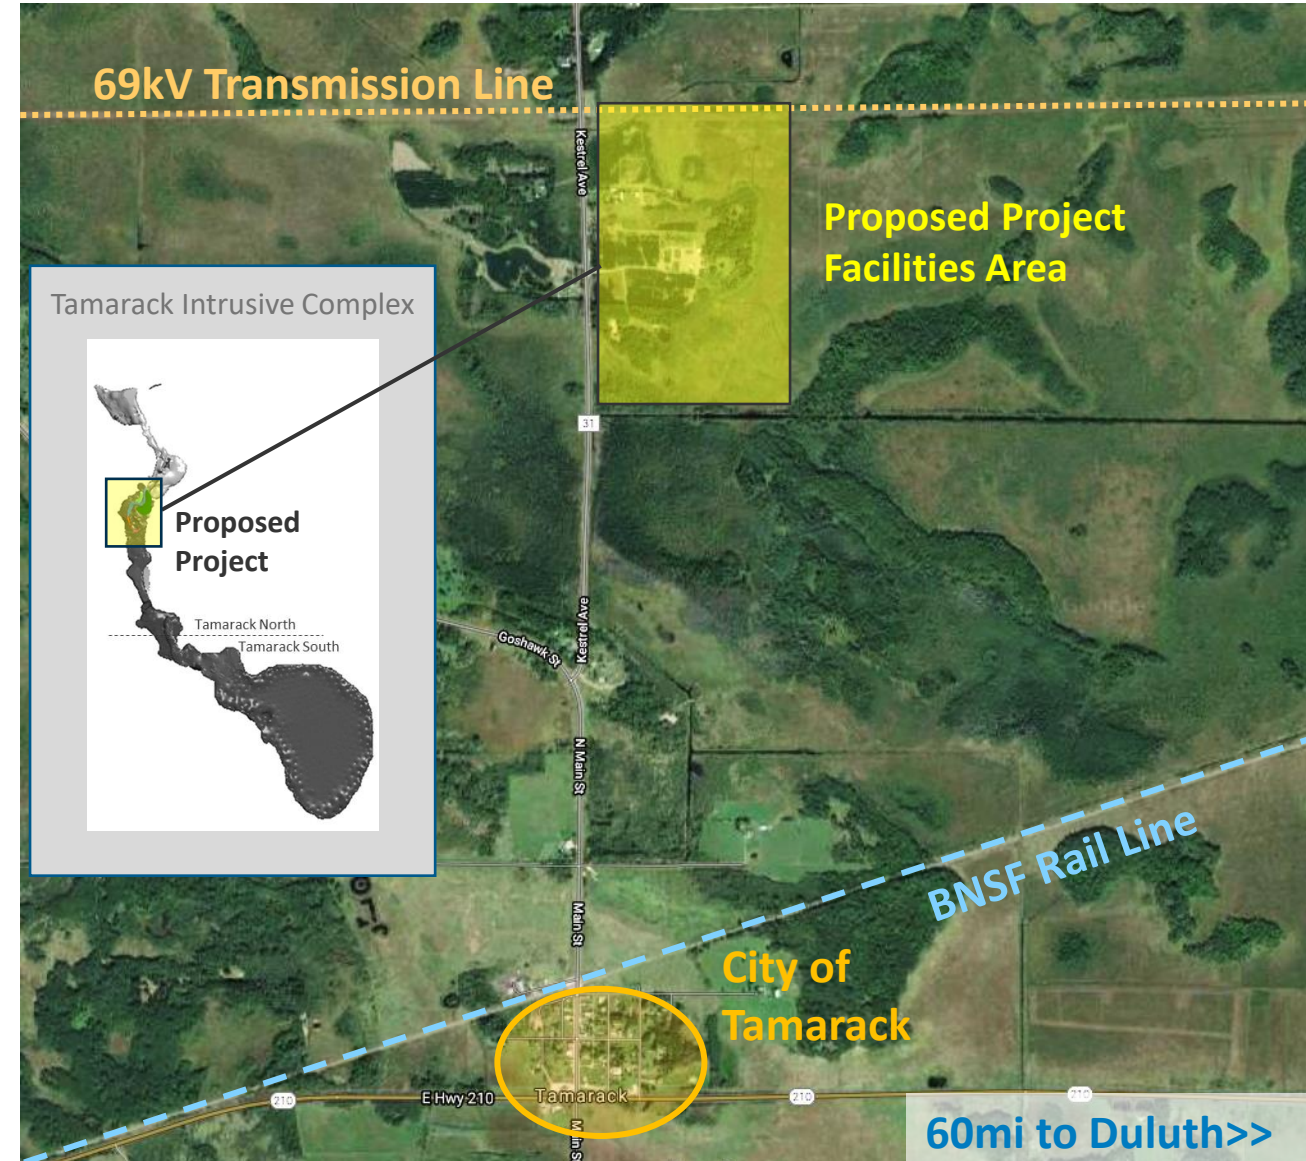 69kV Transmission Line
Kestrel Ave
Proposed Project
Facilities Area
Tamarack Intrusive Complex
31
Proposed
Project
Tamarack North
Tamarack South
Kestrel Ave
Goshawk St
N Main St
BNSF Rail Line
Main St
City of
Tamarack
E Hwy 210
Tamarack
210
210
210
Main St
60mi to Duluth>>